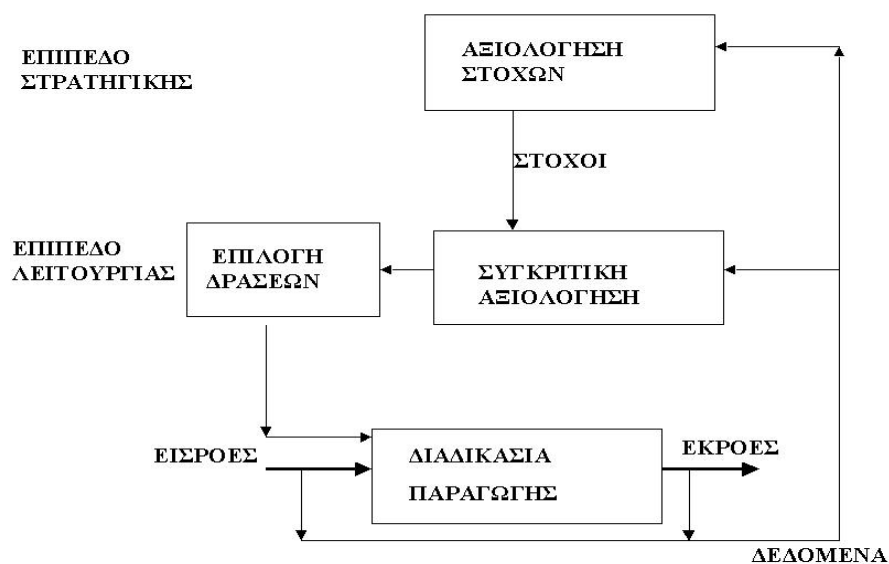 ΕΠΙΠΕΔΟ
ΣΤΡΑΤΗΓΙΚΗΣ
ΑΞΙΟΛΟΓΗΣΗ
ΣΤΟΧΩΝ
ΣΤΟΧΟΙ
ΕΠΙΠΕΔΟ
ΛΕΙΤΟΥΡΓΙΑΣ
ΕΠΙΛΟΓΗ
ΔΡΑΣΕΩΝ
ΣΥΓΚΡΙΤΙΚΗ
ΑΞΙΟΛΟΓΗΣΗ
ΕΙΣΡΟΕΣ
ΔΙΑΔΙΚΑΣΙΑ
ΠΑΡΑΓΩΓΗΣ
ΕΚΡΟΕΣ
ΔΕΔΟΜΕΝΑ